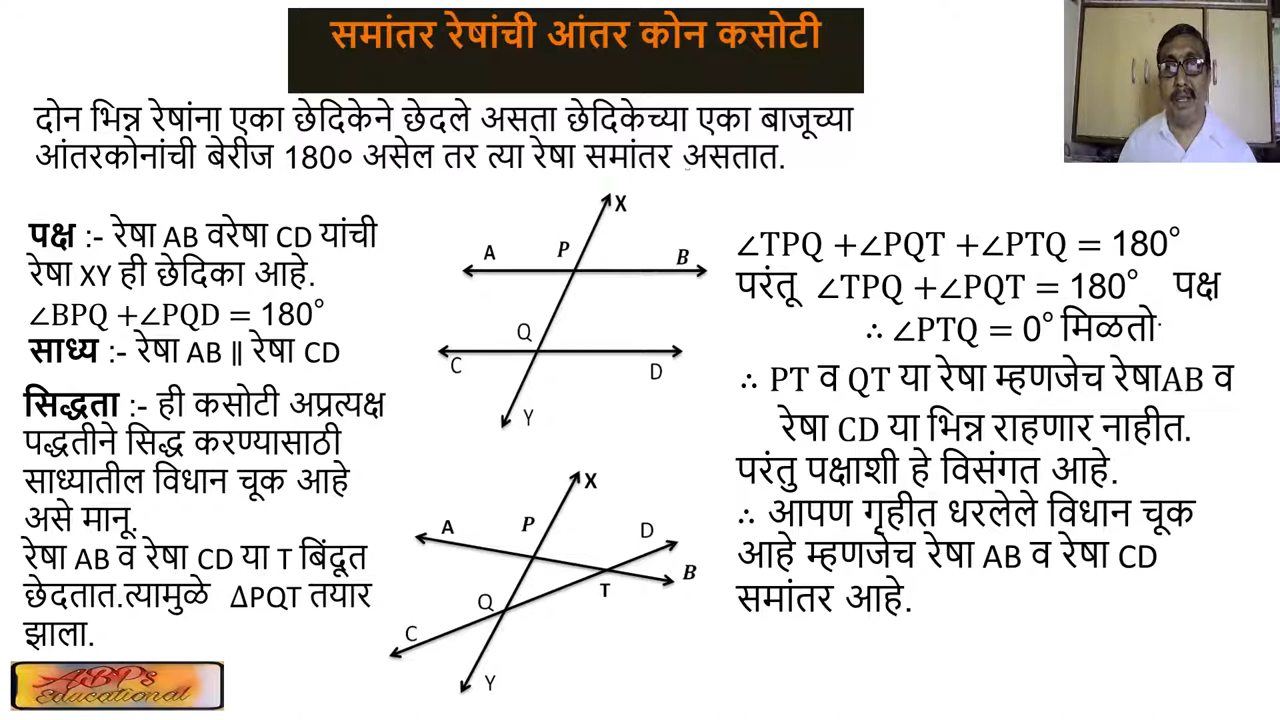 समांतर रेषांची आंतर कोन कसोटी
दोन भिन्न रेषांना एका छेदिकेने छेदले असता छेदिकेच्या एका बाजूच्या
आंतरकोनांची बेरीज 180० असेल तर त्या रेषा समांतर असतात.
पक्ष :- रेषा AB वरेषा CD यांची
रेषा XY ही छेदिका आहे.
∠BPQ +∠PQD = 180°
साध्य :- रेषा AB ∥ रेषा CD
सिद्धता :- ही कसोटी अप्रत्यक्ष
पद्धतीने सिद्ध करण्यासाठी
साध्यातील विधान चूक आहे
असे मानू.
रेषा AB व रेषा CD या T बिंदूत
छेदतात.त्यामुळे ΔPQT तयार
झाला.
X
A P B
Q
C D
Y
X
A P D
B
T
Q
C
Y
∠TPQ +∠PQT +∠PTQ = 180°
परंतू ∠TPQ +∠PQT = 180° पक्ष
∴ ∠PTQ = 0° मिळतो
∴ PT व QT या रेषा म्हणजेच रेषाAB व
रेषा CD या भिन्न राहणार नाहीत.
परंतु पक्षाशी हे विसंगत आहे.
∴ आपण गृहीत धरलेले विधान चूक
आहे म्हणजेच रेषा AB व रेषा CD
समांतर आहे.
ABPs
Educational